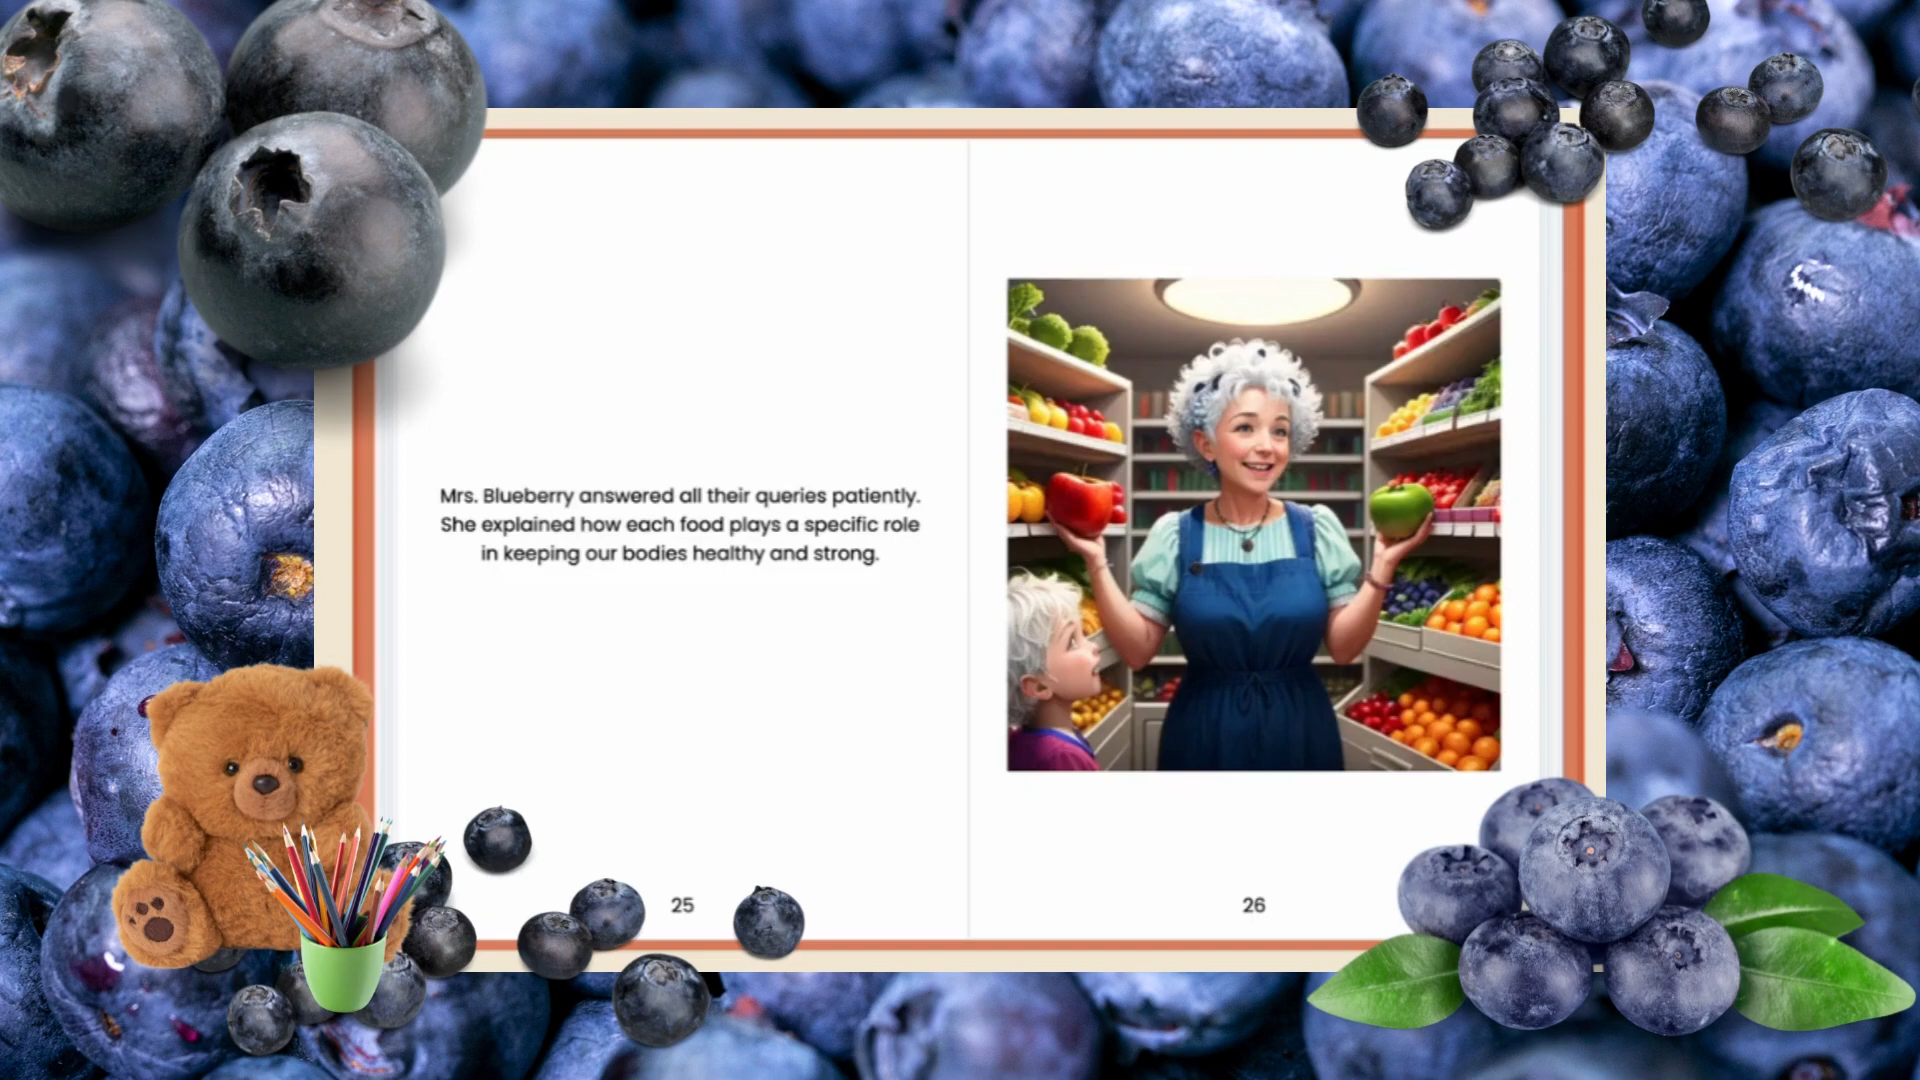 Mrs. Blueberry answered all their queries patiently.
She explained how each food plays a specific role
in keeping our bodies healthy and strong.
25
26